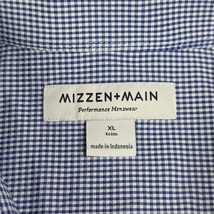 MIZZEN+MAIN
Performance Menswear
XL
trim
made in Indonesia